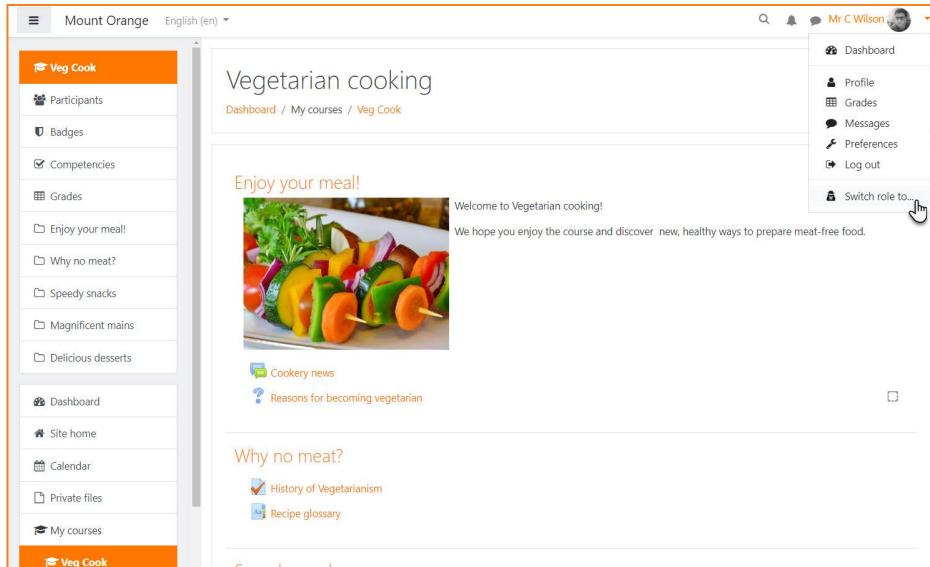 Mount Orange English (en)
Mr C Wilson
Veg Cook
Participants
Badges
Competencies
Grades
Enjoy your meal!
Why no meat?
Speedy snacks
Magnificent mains
Delicious desserts
Dashboard
Site home
Calendar
Private files
My courses
Veg Cook
Vegetarian cooking
Dashboard / My courses / Veg Cook
Enjoy your meal!
Welcome to Vegetarian cooking!
We hope you enjoy the course and discover new, healthy ways to prepare meat-free food.
Cookery news
Reasons for becoming vegetarian
Why no meat?
History of Vegetarianism
Recipe glossary
Dashboard
Profile
Grades
Messages
Preferences
Log out
Switch role to...